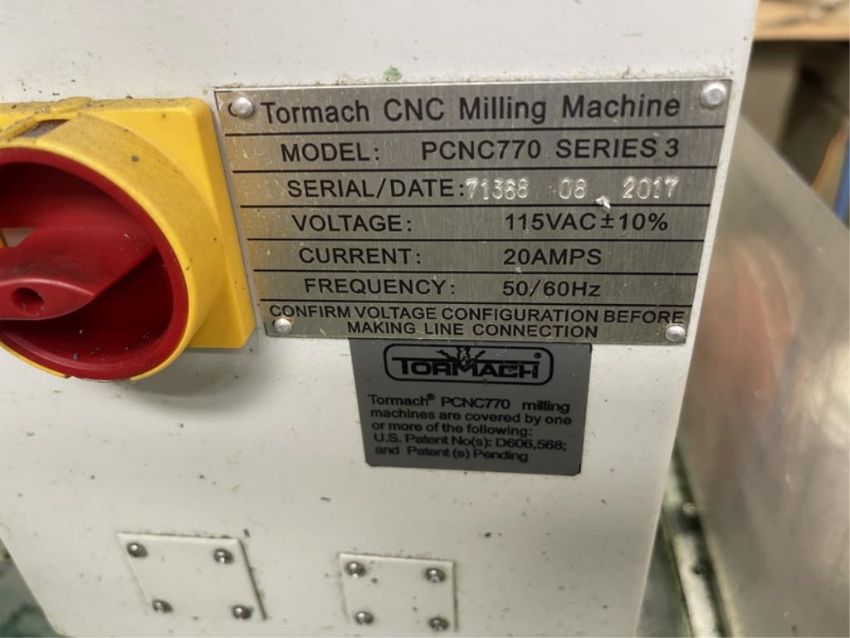 Tormach CNC Milling Machine
MODEL: PCNC770 SERIES 3
SERIAL/DATE: 71368 08 2017
VOLTAGE: 115VAC±10%
CURRENT: 20AMPS
FREQUENCY: 50/60Hz
CONFIRM VOLTAGE CONFIGURATION BEFORE
MAKING LINE CONNECTION
TORMACH®
Tormach® PCNC770 milling
machines are covered by one
or more of the following:
U.S. Patent No(s): D606,568;
and Patent (s) Pending